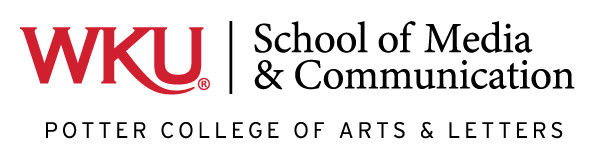 WKU® School of Media
& Communication
POTTER COLLEGE OF ARTS & LETTERS